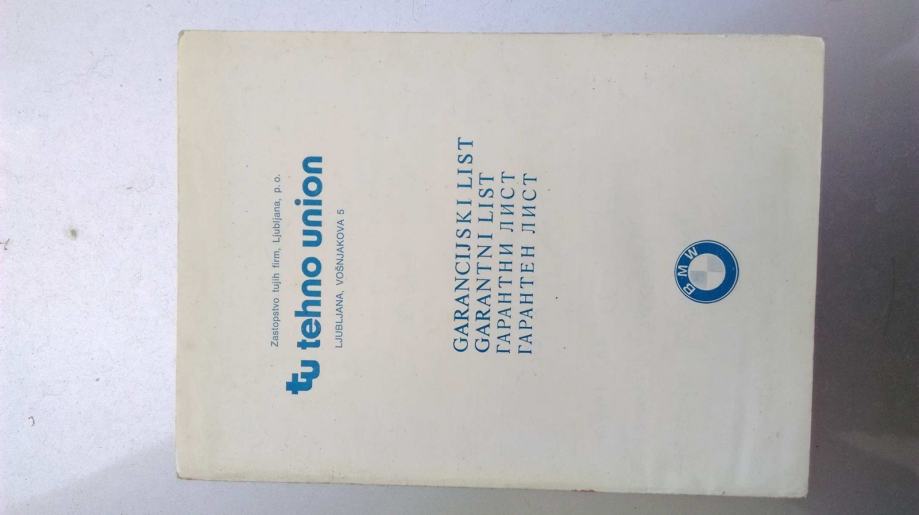 Zastopstvo tujih firm, Ljubljana, p. o.
tu tehno union
LJUBLJANA, VOŠNJAKOVA 5
GARANCIJSKI LIST
GARANTNI LIST
ГАРАНТНИ ЛИСТ
ГАРАНТЕН ЛИСТ
BMW